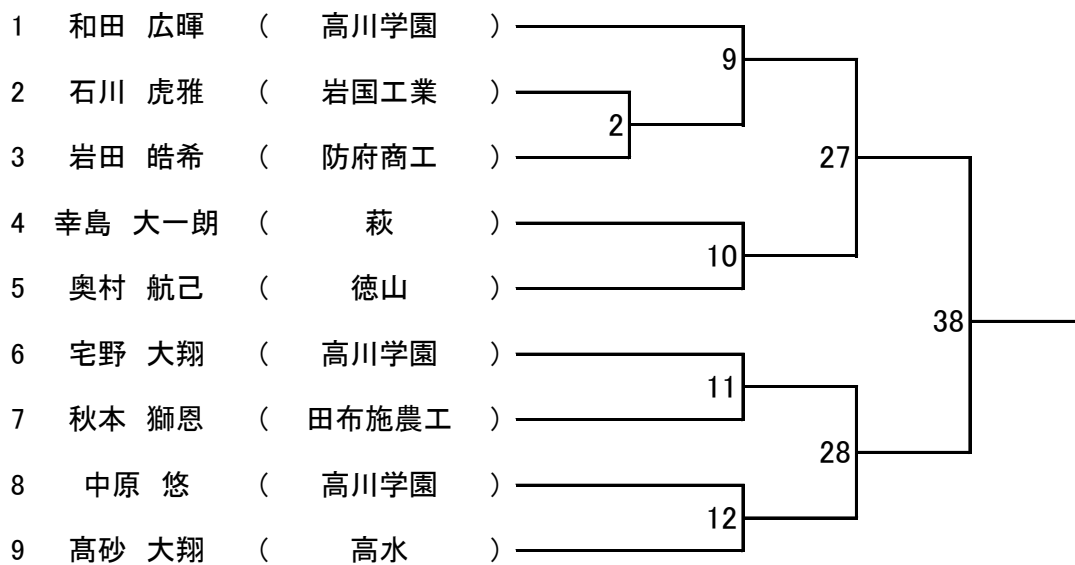 1 和田 広暉 ( 高川学園 )
9
2 石川 虎雅 ( 岩国工業 )
2
3 岩田 皓希 ( 防府商工 )
27
4 幸島 大一朗 ( 萩 )
10
5 奥村 航己 ( 徳山 )
38
6 宅野 大翔 ( 高川学園 )
11
7 秋本 獅恩 ( 田布施農工 )
28
8 中原 悠 ( 高川学園 )
12
9 髙砂 大翔 ( 高水 )